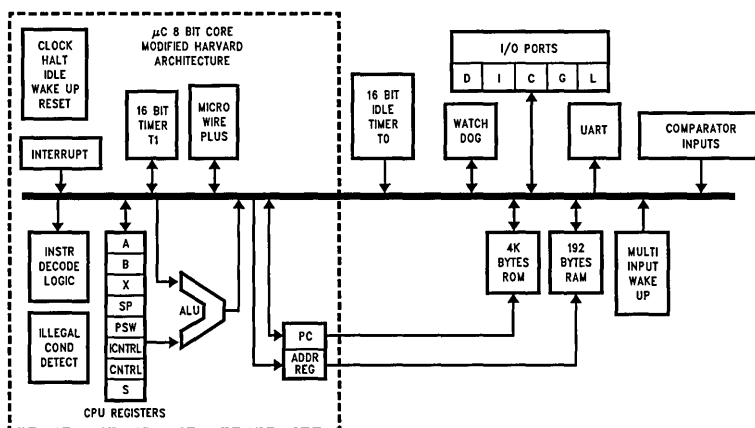 CLOCK
HALT
IDLE
WAKE UP
RESET
μC 8 BIT CORE
MODIFIED HARVARD
ARCHITECTURE
INTERRUPT
16 BIT
TIMER
T1
MICRO
WIRE
PLUS
16 BIT
IDLE
TIMER
T0
WATCH
DOG
I/O PORTS
D I C G L
UART
COMPARATOR
INPUTS
INSTR
DECODE
LOGIC
ILLEGAL
COND
DETECT
A
B
X
SP
PSW
ICNTRL
CNTRL
S
CPU REGISTERS
ALU
PC
ADDR
REG
4K
BYTES
ROM
192
BYTES
RAM
MULTI
INPUT
WAKE
UP